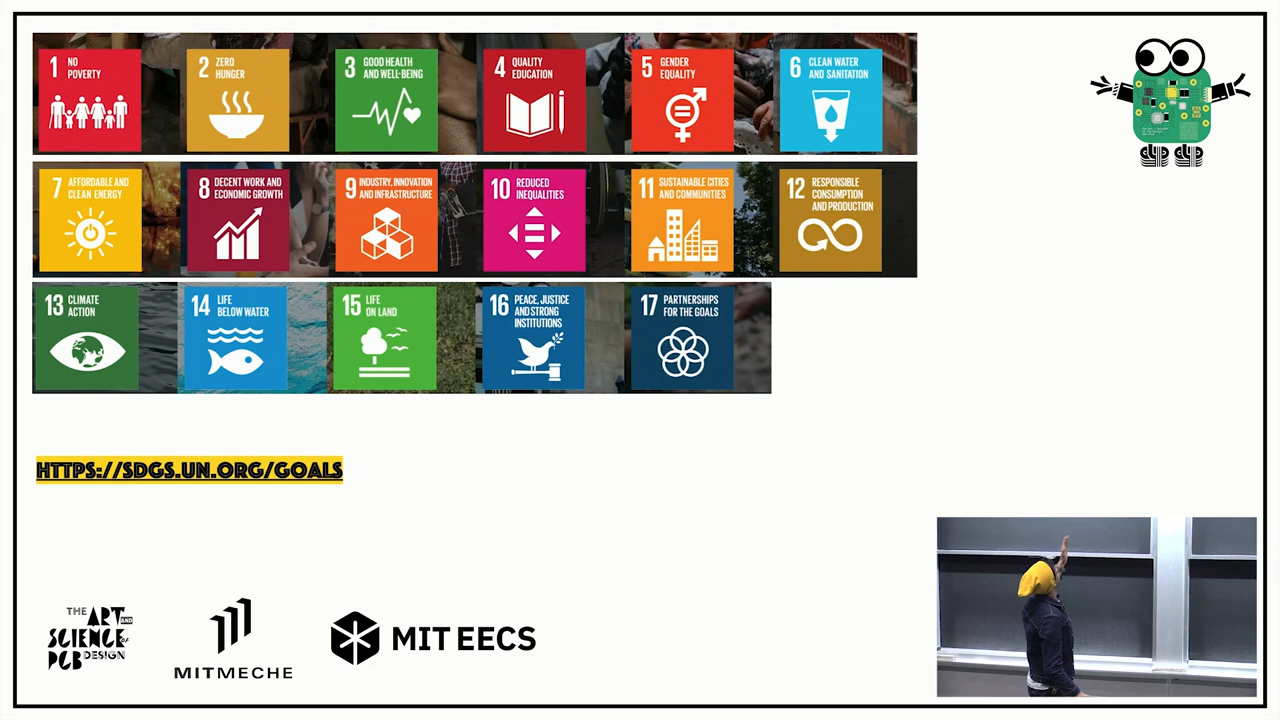 1 NO
POVERTY
2 ZERO
HUNGER
3 GOOD HEALTH
AND WELL-BEING
4 QUALITY
EDUCATION
5 GENDER
EQUALITY
6 CLEAN WATER
AND SANITATION
7 AFFORDABLE AND
CLEAN ENERGY
8 DECENT WORK AND
ECONOMIC GROWTH
9 INDUSTRY, INNOVATION
AND INFRASTRUCTURE
10 REDUCED
INEQUALITIES
11 SUSTAINABLE CITIES
AND COMMUNITIES
12 RESPONSIBLE
CONSUMPTION
AND PRODUCTION
13 CLIMATE
ACTION
14 LIFE
BELOW WATER
15 LIFE
ON LAND
16 PEACE, JUSTICE
AND STRONG
INSTITUTIONS
17 PARTNERSHIPS
FOR THE GOALS
HTTPS://SDGS.UN.ORG/GOALS
THE ART AND
SCIENCE OF
PCB DESIGN
MITMECHE
MIT EECS